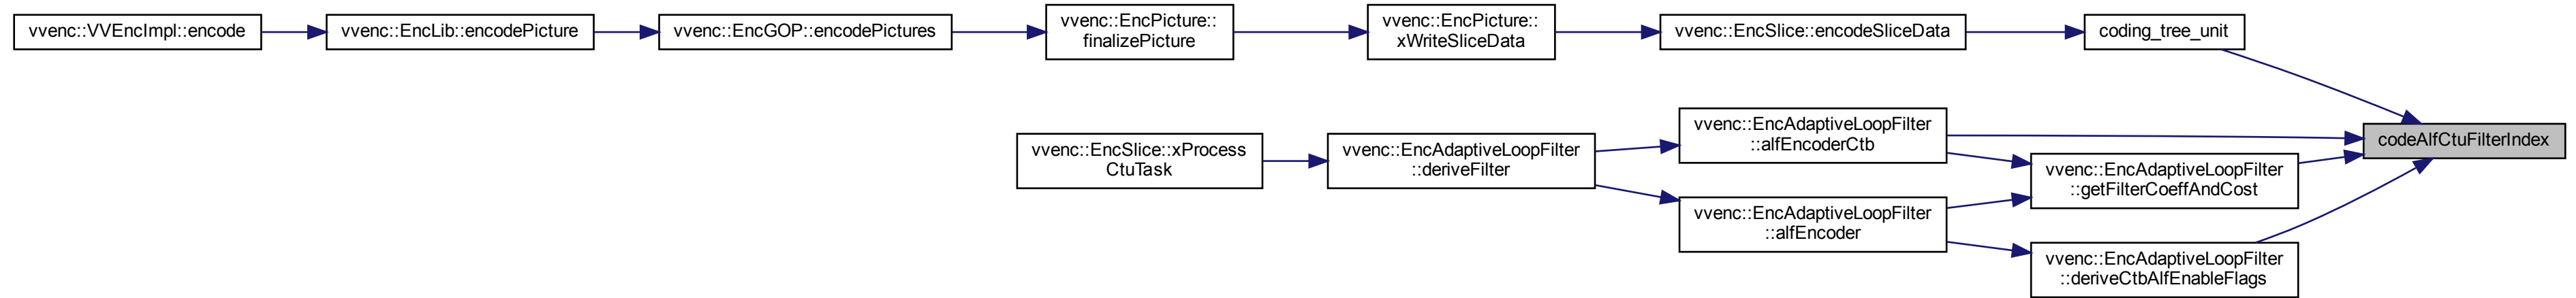 vvenc::VVEncImpl::encode
vvenc::EncLib::encodePicture
vvenc::EncGOP::encodePictures
vvenc::EncPicture::
finalizePicture
vvenc::EncPicture::
xWriteSliceData
vvenc::EncSlice::encodeSliceData
coding_tree_unit
vvenc::EncSlice::xProcess
CtuTask
vvenc::EncAdaptiveLoopFilter
::deriveFilter
vvenc::EncAdaptiveLoopFilter
::alfEncoderCtb
vvenc::EncAdaptiveLoopFilter
::alfEncoder
vvenc::EncAdaptiveLoopFilter
::getFilterCoeffAndCost
vvenc::EncAdaptiveLoopFilter
::deriveCtbAlfEnableFlags
codeAlfCtuFilterIndex